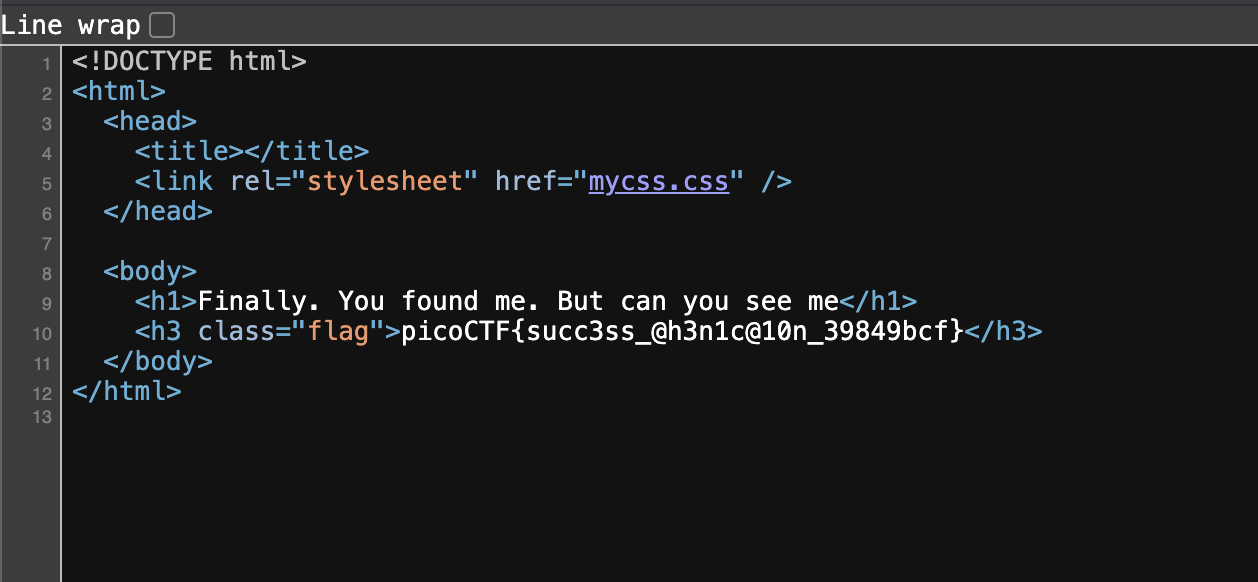 Line wrap
1 <!DOCTYPE html>
2 <html>
3   <head>
4     <title></title>
5     <link rel="stylesheet" href="mycss.css" />
6   </head>
7
8   <body>
9     <h1>Finally. You found me. But can you see me</h1>
10     <h3 class="flag">picoCTF{succ3ss_@h3n1c@10n_39849bcf}</h3>
11   </body>
12 </html>
13